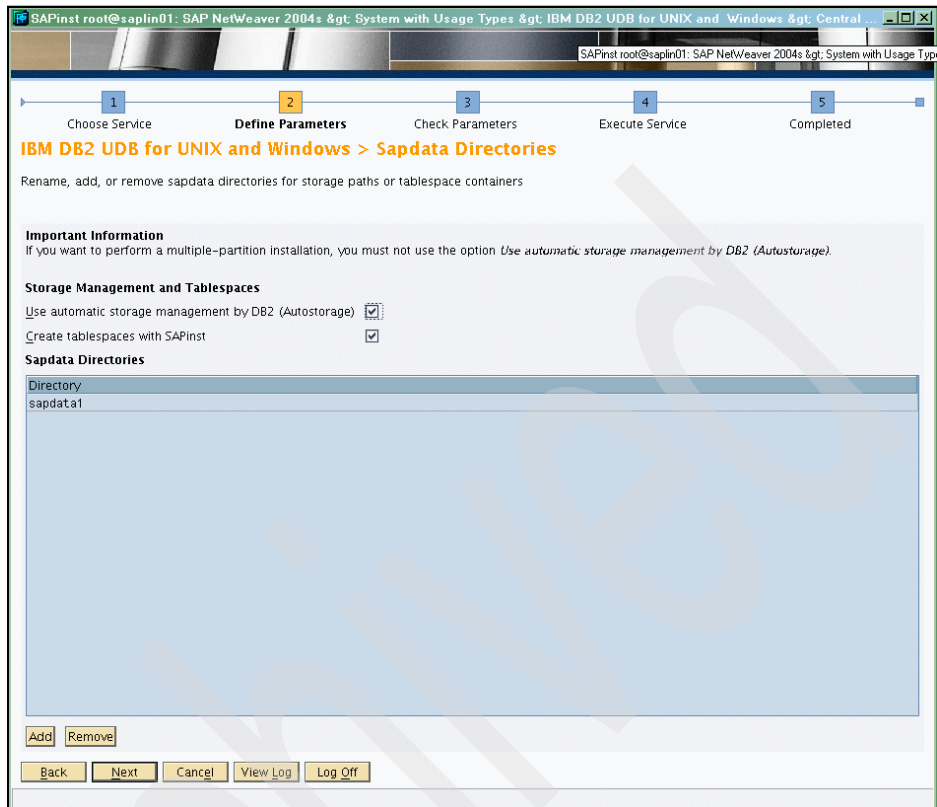 SAPinst root@saplin01: SAP NetWeaver 2004s &gt; System with Usage Types &gt; IBM DB2 UDB for UNIX and Windows &gt; Central ...
SAPinst root@saplin01: SAP NetWeaver 2004s &gt; System with Usage Type
1
2
3
4
5
Choose Service
Define Parameters
Check Parameters
Execute Service
Completed
IBM DB2 UDB for UNIX and Windows > Sapdata Directories
Rename, add, or remove sapdata directories for storage paths or tablespace containers
Important Information
If you want to perform a multiple-partition installation, you must not use the option Use automatic storage management by DB2 (Autostorage).
Storage Management and Tablespaces
Use automatic storage management by DB2 (Autostorage)
Create tablespaces with SAPinst
Sapdata Directories
Directory
sapdata1
Add
Remove
Back
Next
Cancel
View Log
Log Off